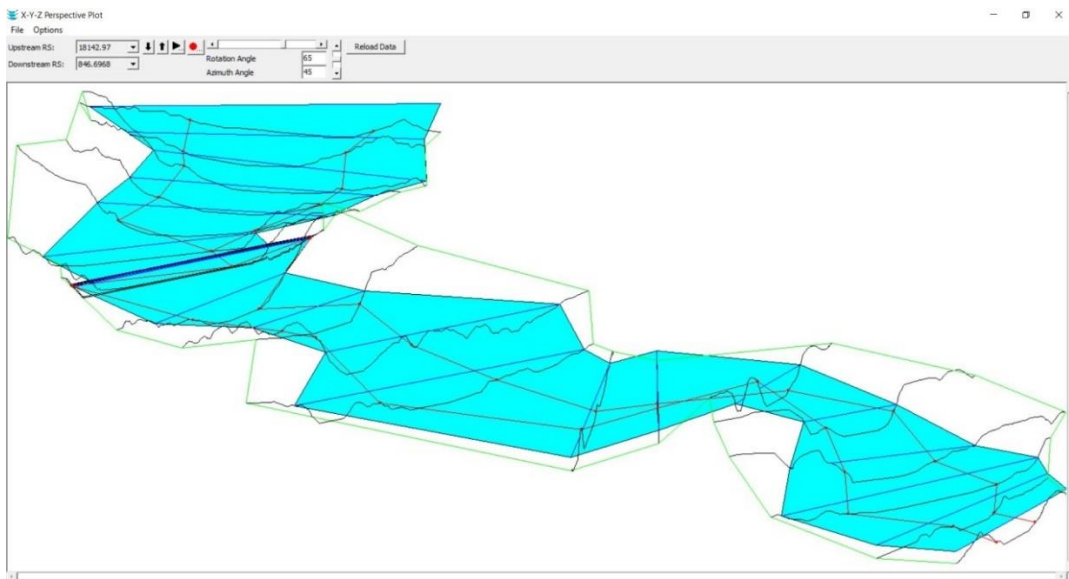 X-Y-Z Perspective Plot
File Options
Upstream RS: 18142.97
Downstream RS: 846.6968
Rotation Angle 65
Azimuth Angle 45
Reload Data